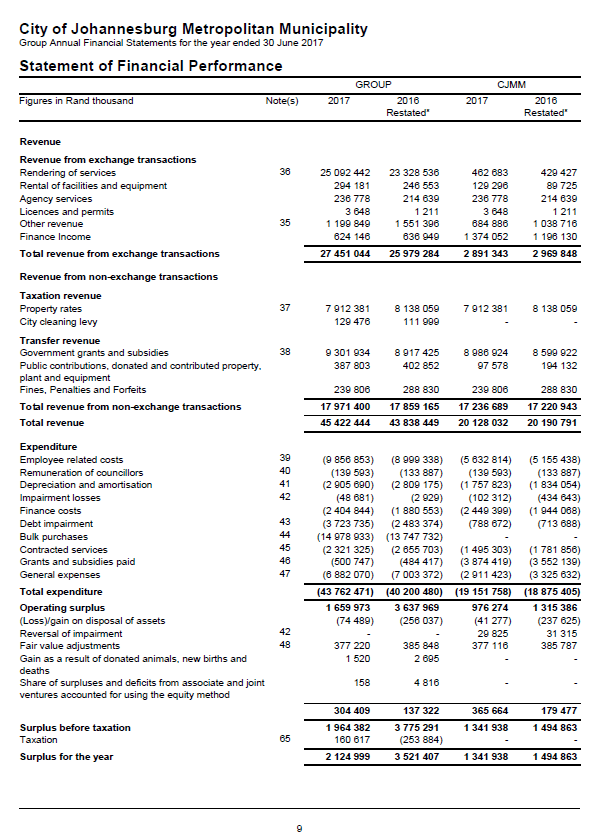 City of Johannesburg Metropolitan Municipality
Group Annual Financial Statements for the year ended 30 June 2017
Statement of Financial Performance
GROUP CJMM
Figures in Rand thousand Note(s) 2017 2016 2017 2016
Restated* Restated*
Revenue
Revenue from exchange transactions
Rendering of services 36 25 092 442 23 328 536 462 683 429 427
Rental of facilities and equipment 294 181 246 553 129 296 89 725
Agency services 236 778 214 639 236 778 214 639
Licences and permits 3 648 1 211 3 648 1 211
Other revenue 35 1 199 849 1 551 396 684 886 1 038 716
Finance Income 624 146 636 949 1 374 052 1 196 130
Total revenue from exchange transactions 27 451 044 25 979 284 2 891 343 2 969 848
Revenue from non-exchange transactions
Taxation revenue
Property rates 37 7 912 381 8 138 059 7 912 381 8 138 059
City cleaning levy 129 476 111 999 - -
Transfer revenue
Government grants and subsidies 38 9 301 934 8 917 425 8 986 924 8 599 922
Public contributions, donated and contributed property, 387 803 402 852 97 578 194 132
plant and equipment
Fines, Penalties and Forfeits 239 806 288 830 239 806 288 830
Total revenue from non-exchange transactions 17 971 400 17 859 165 17 236 689 17 220 943
Total revenue 45 422 444 43 838 449 20 128 032 20 190 791
Expenditure
Employee related costs 39 (9 856 853) (8 999 338) (5 632 814) (5 155 438)
Remuneration of councillors 40 (139 593) (133 887) (139 593) (133 887)
Depreciation and amortisation 41 (2 905 690) (2 809 175) (1 757 823) (1 834 054)
Impairment losses 42 (48 681) (2 929) (102 312) (434 643)
Finance costs (2 404 844) (1 880 553) (2 449 399) (1 944 068)
Debt impairment 43 (3 723 735) (2 483 374) (788 672) (713 688)
Bulk purchases 44 (14 978 933) (13 747 732) - -
Contracted services 45 (2 321 325) (2 655 703) (1 495 303) (1 781 856)
Grants and subsidies paid 46 (500 747) (484 417) (3 874 419) (3 552 139)
General expenses 47 (6 882 070) (7 003 372) (2 911 423) (3 325 632)
Total expenditure (43 762 471) (40 200 480) (19 151 758) (18 875 405)
Operating surplus 1 659 973 3 637 969 976 274 1 315 386
(Loss)/gain on disposal of assets (74 489) (256 037) (41 277) (237 625)
Reversal of impairment 42 - - 29 825 31 315
Fair value adjustments 48 377 220 385 848 377 116 385 787
Gain as a result of donated animals, new births and 1 520 2 695 - -
deaths
Share of surpluses and deficits from associate and joint 158 4 816 - -
ventures accounted for using the equity method
304 409 137 322 365 664 179 477
Surplus before taxation 1 964 382 3 775 291 1 341 938 1 494 863
Taxation 65 160 617 (253 884) - -
Surplus for the year 2 124 999 3 521 407 1 341 938 1 494 863
9